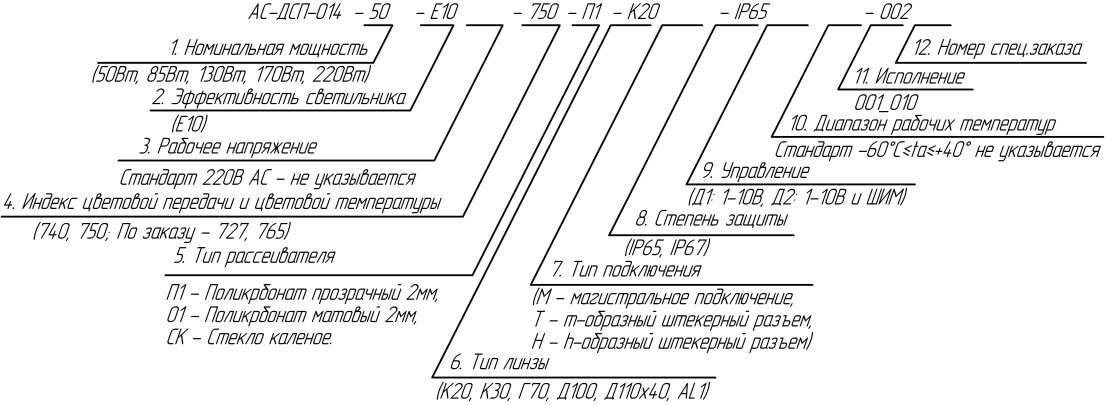 АС-ДСП-014 -50 -Е10 -750 -П1 -К20 -IP65 -002
1. Номинальная мощность
(50Вт, 85Вт, 130Вт, 170Вт, 220Вт)
2. Эффективность светильника
(Е10)
3. Рабочее напряжение
Стандарт 220В АС - не указывается
4. Индекс цветовой передачи и цветовой температуры
(740, 750; По заказу - 727, 765)
5. Тип рассеивателя
П1 - Поликрбонат прозрачный 2мм,
О1 - Поликрбонат матовый 2мм,
СК - Стекло каленое.
6. Тип линзы
(К20, К30, Г70, Д100, Д110х40, AL1)
7. Тип подключения
(М - магистральное подключение,
Т - т-образный штекерный разъем,
Н - h-образный штекерный разъем)
8. Степень защиты
(IP65, IP67)
9. Управление
(Д1: 1-10В, Д2: 1-10В и ШИМ)
10. Диапазон рабочих температур
Стандарт -60°С≤ta≤+40° не указывается
11. Исполнение
001_010
12. Номер спец.заказа